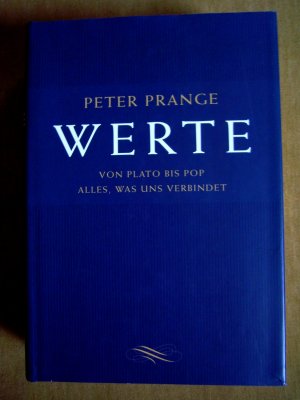 PETER PRANGE
WERTE
VON PLATO BIS POP
ALLES, WAS UNS VERBINDET